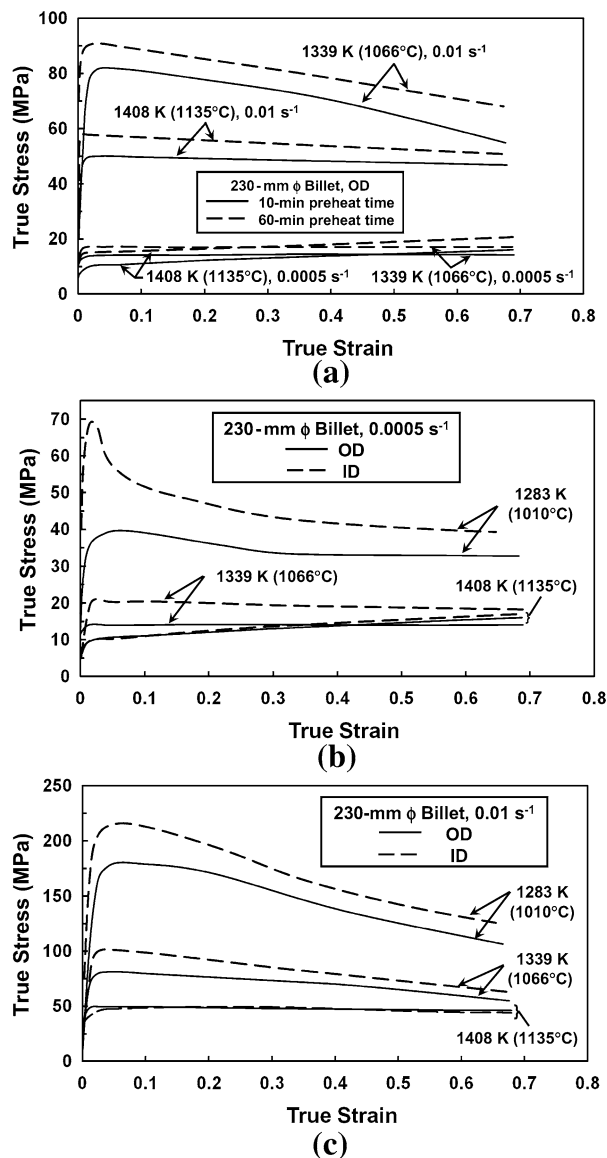 100
80
60
40
20
0
True Stress (MPa)
1339 K (1066°C), 0.01 s-1
1408 K (1135°C), 0.01 s-1
230-mm ϕ Billet, OD
10-min preheat time
60-min preheat time
1408 K (1135°C), 0.0005 s-1
1339 K (1066°C), 0.0005 s-1
0 0.1 0.2 0.3 0.4 0.5 0.6 0.7 0.8
True Strain
(a)
70
60
50
40
30
20
10
0
True Stress (MPa)
230-mm ϕ Billet, 0.0005 s-1
OD
ID
1283 K
(1010°C)
1339 K (1066°C)
1408 K (1135°C)
0 0.1 0.2 0.3 0.4 0.5 0.6 0.7 0.8
True Strain
(b)
250
200
150
100
50
0
True Stress (MPa)
230-mm ϕ Billet, 0.01 s-1
OD
ID
1283 K
(1010°C)
1339 K
(1066°C)
1408 K (1135°C)
0 0.1 0.2 0.3 0.4 0.5 0.6 0.7 0.8
True Strain
(c)